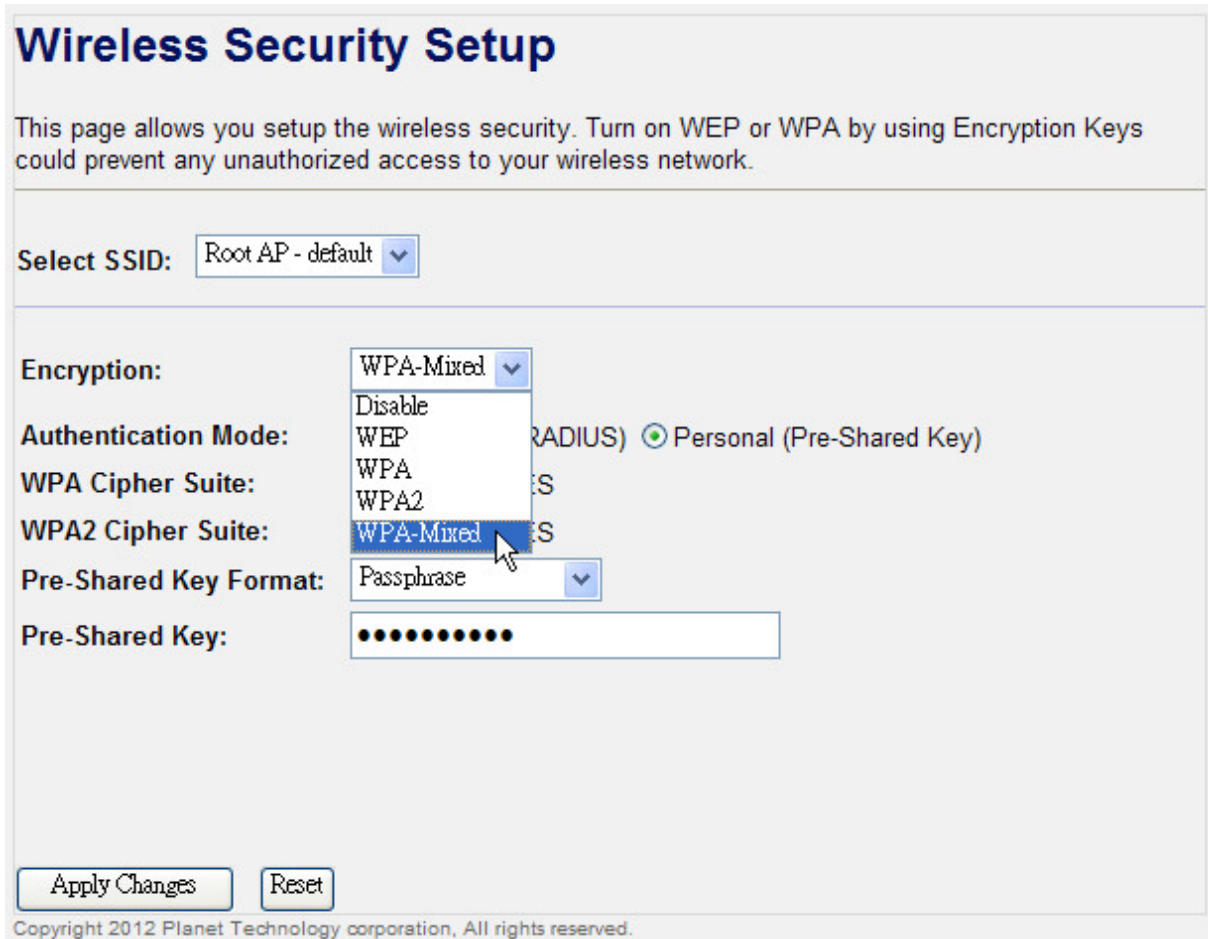 Wireless Security Setup
This page allows you setup the wireless security. Turn on WEP or WPA by using Encryption Keys
could prevent any unauthorized access to your wireless network.
Select SSID: Root AP - default
Encryption: WPA-Mixed
Disable
Authentication Mode: WEP RADIUS) Personal (Pre-Shared Key)
WPA
WPA Cipher Suite: ES
WPA2
WPA2 Cipher Suite: WPA-Mixed ES
Pre-Shared Key Format: Passphrase
Pre-Shared Key: ●●●●●●●●●●
Apply Changes Reset
Copyright 2012 Planet Technology corporation, All rights reserved.